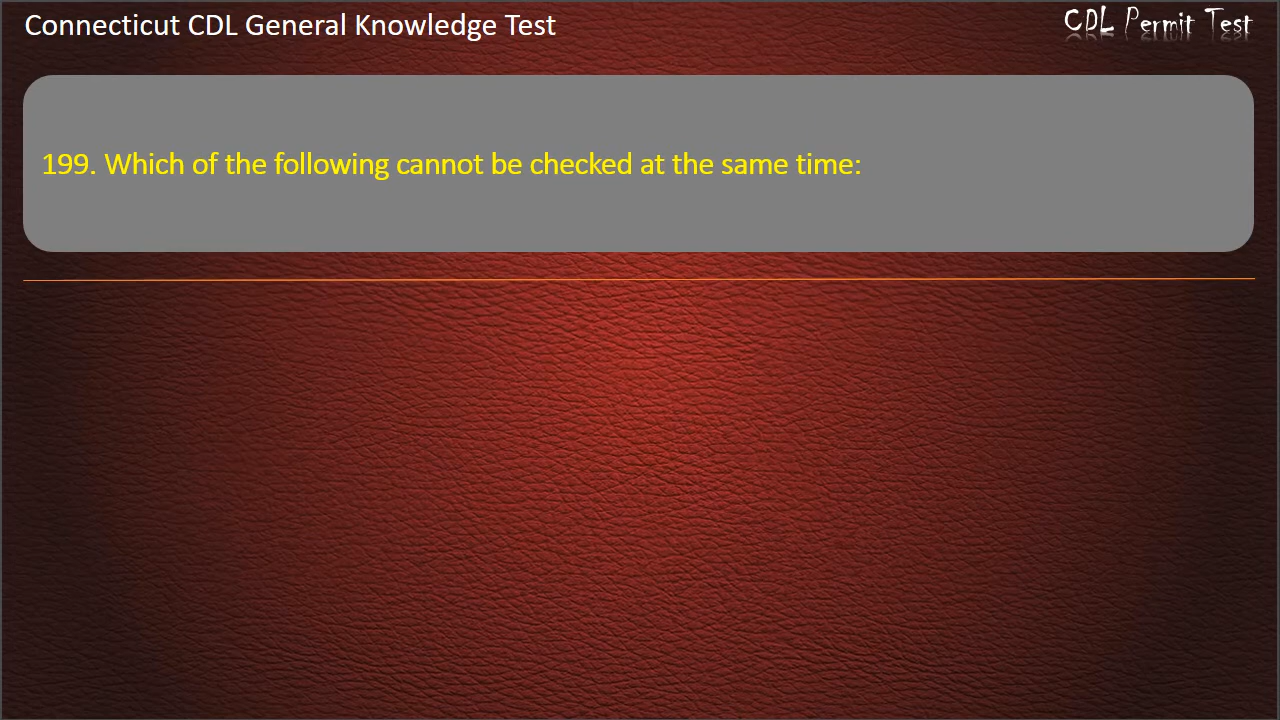 Connecticut CDL General Knowledge Test
CDL Permit Test
199. Which of the following cannot be checked at the same time: